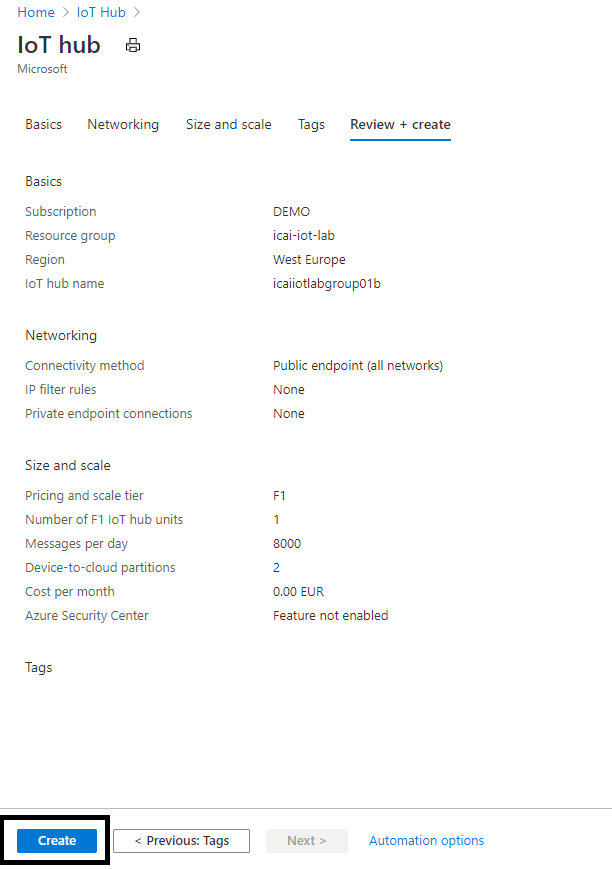 Home > IoT Hub >
IoT hub
Microsoft
Basics Networking Size and scale Tags Review + create
Basics
Subscription DEMO
Resource group icai-iot-lab
Region West Europe
IoT hub name icaiiotlabgroup01b
Networking
Connectivity method Public endpoint (all networks)
IP filter rules None
Private endpoint connections None
Size and scale
Pricing and scale tier F1
Number of F1 IoT hub units 1
Messages per day 8000
Device-to-cloud partitions 2
Cost per month 0.00 EUR
Azure Security Center Feature not enabled
Tags
Create < Previous: Tags Next > Automation options